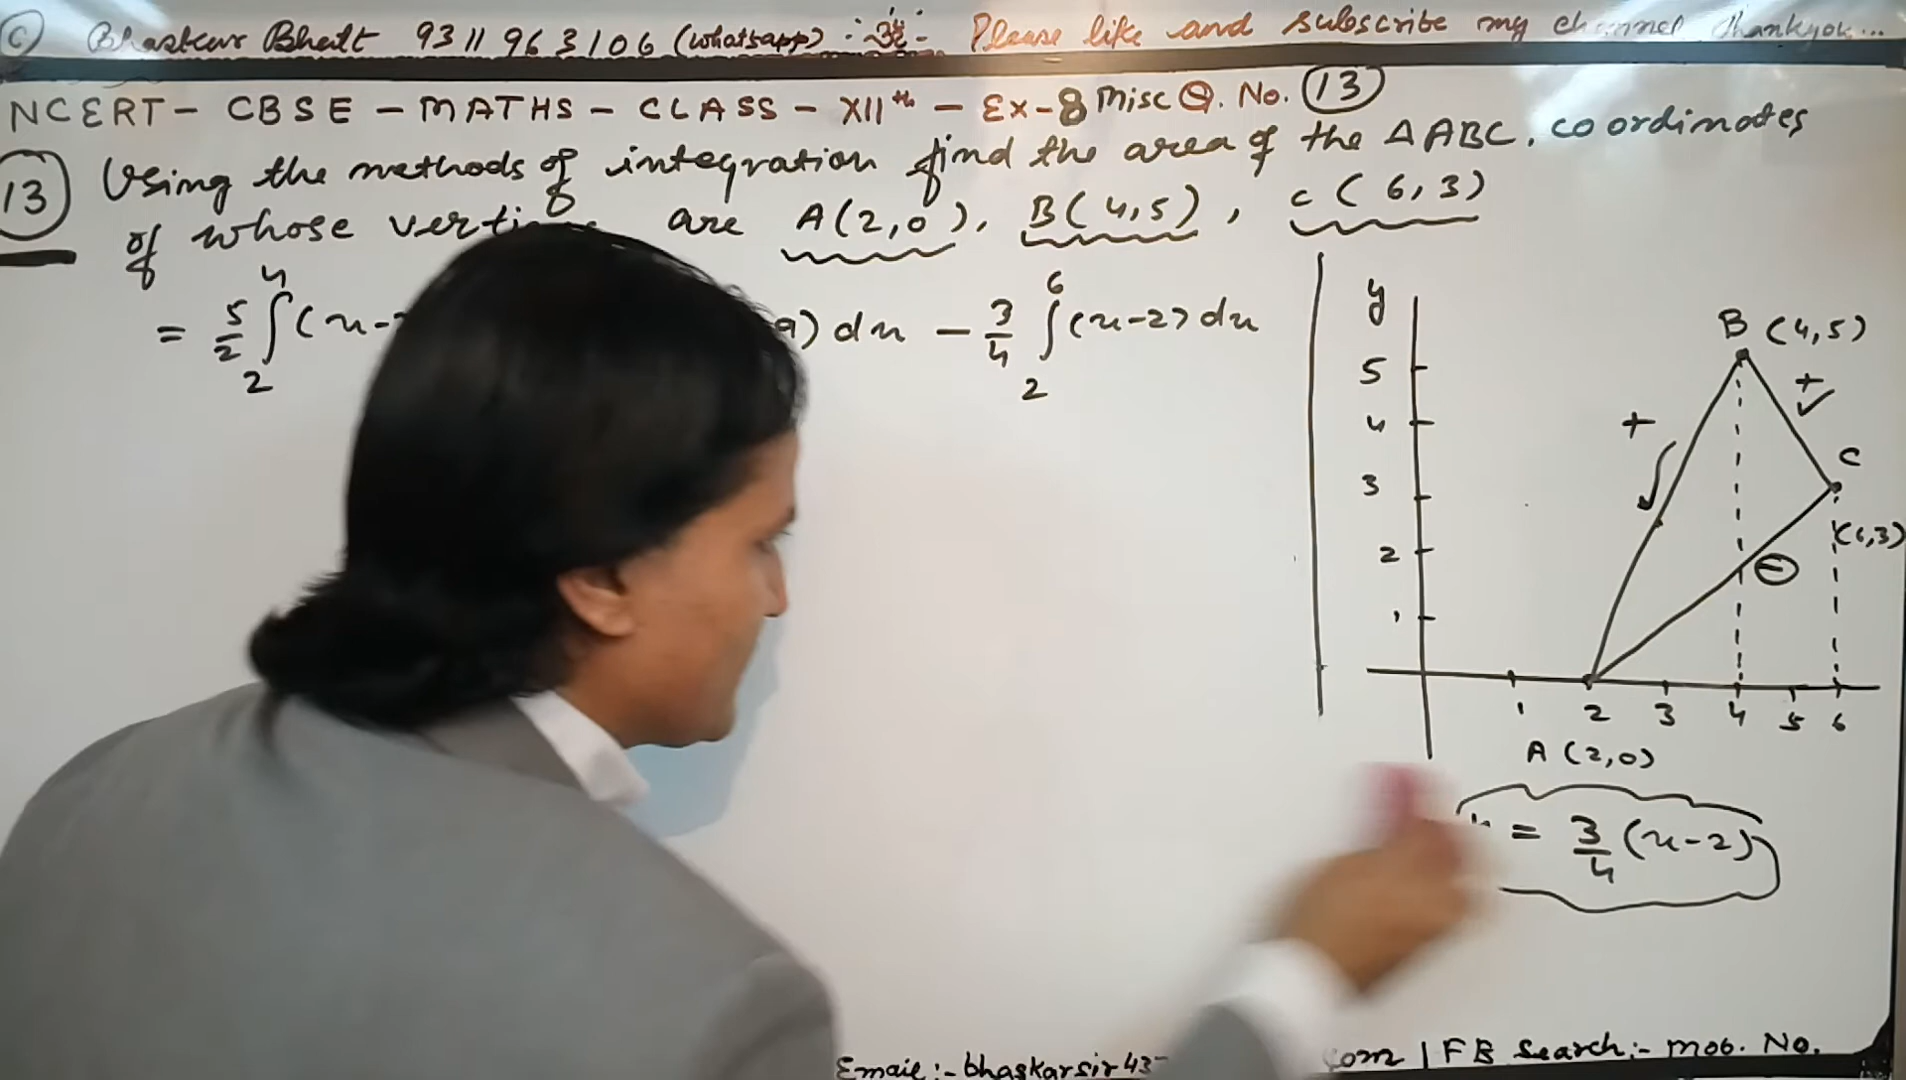 © Bhaskar Bhatt 9311963106 (whatsapp) :-ॐ:- Please like and subscribe my channel thankyou...
NCERT - CBSE - MATHS - CLASS - XIIth - Ex-8 Misc Q. No. 13
13 Using the methods of integration find the area of the ΔABC, coordinates
of whose are A(2,0), B(4,5), C(6,3)
= 5/2 ∫₂⁴ (x- 9) dx - 3/4 ∫₂⁶ (x-2) dx
y
B (4,5)
5
+
4
+
C
3
(6,3)
2
-
1
1 2 3 4 5 6
A (2,0)
= 3/4 (x-2)
Email:- bhaskarsir43 com | FB Search:- mob. No.